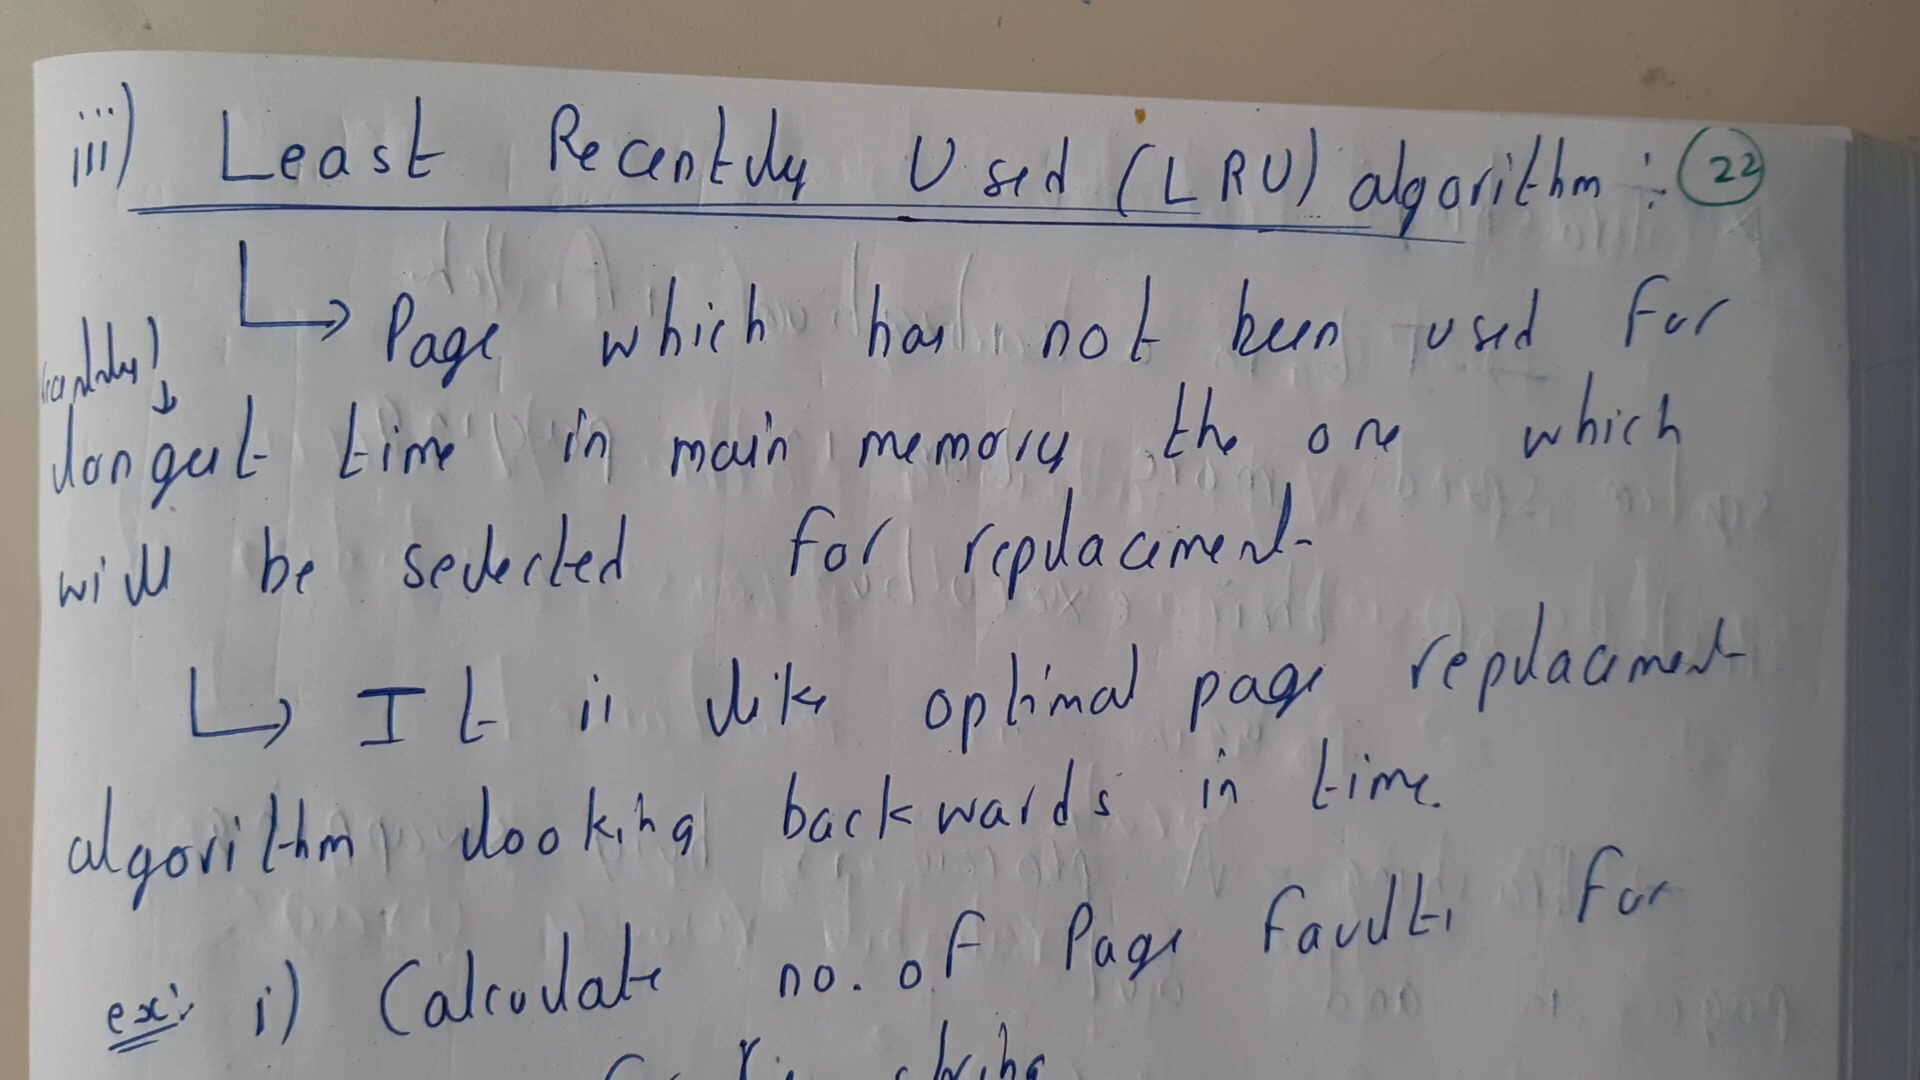 iii) Least Recently Used (LRU) algorithm :- 22
↳ Page which has not been used for
longest time in main memory the one which
will be selected for replacement
↳ It is like optimal page replacement
algorithm looking backwards in time.
ex:- i) Calculate no. of Page faults for
string